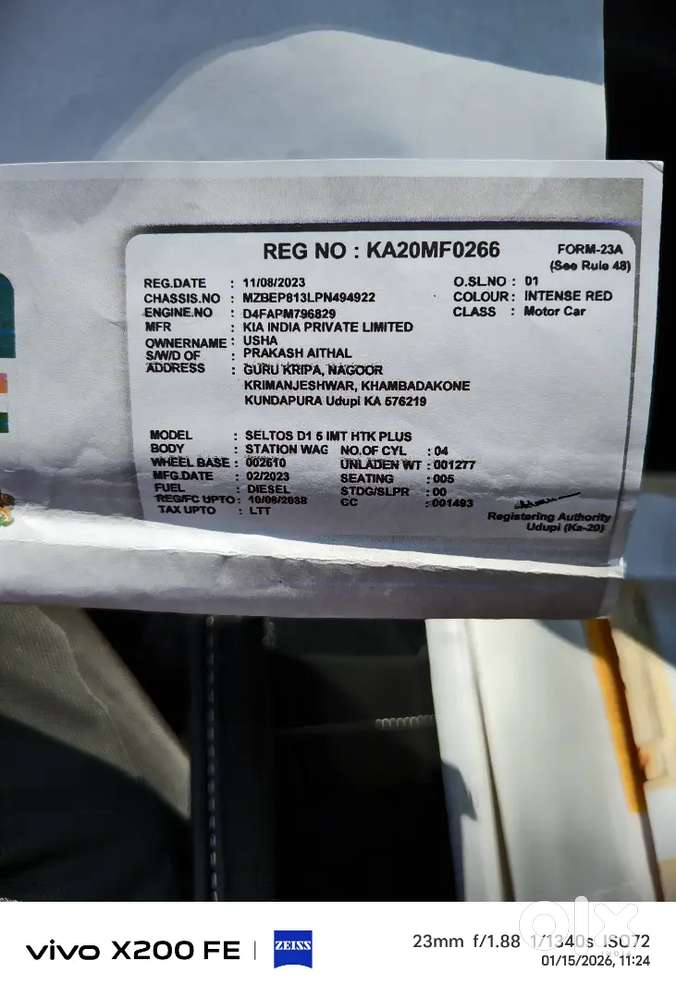 REG NO : KA20MF0266
FORM-23A
(See Rule 48)
REG.DATE : 11/08/2023 O.SL.NO : 01
CHASSIS.NO : MZBEP813LPN494922 COLOUR : INTENSE RED
ENGINE.NO : D4FAPM796829 CLASS : Motor Car
MFR : KIA INDIA PRIVATE LIMITED
OWNERNAME : USHA
S/W/D OF : PRAKASH AITHAL
ADDRESS : GURU KRIPA, NAGOOR
KRIMANJESHWAR, KHAMBADAKONE
KUNDAPURA Udupi KA 576219
MODEL : SELTOS D1 5 IMT HTK PLUS
BODY : STATION WAG NO.OF CYL : 04
WHEEL BASE : 002610 UNLADEN WT : 001277
MFG.DATE : 02/2023 SEATING : 005
FUEL : DIESEL STDG/SLPR : 00
REG/FC UPTO : 10/08/2038 CC : 001493
TAX UPTO : LTT
Registering Authority
Udupi (Ka-20)
vivo X200 FE | ZEISS
23mm f/1.88 1/1340s ISO72
01/15/2026, 11:24
olx